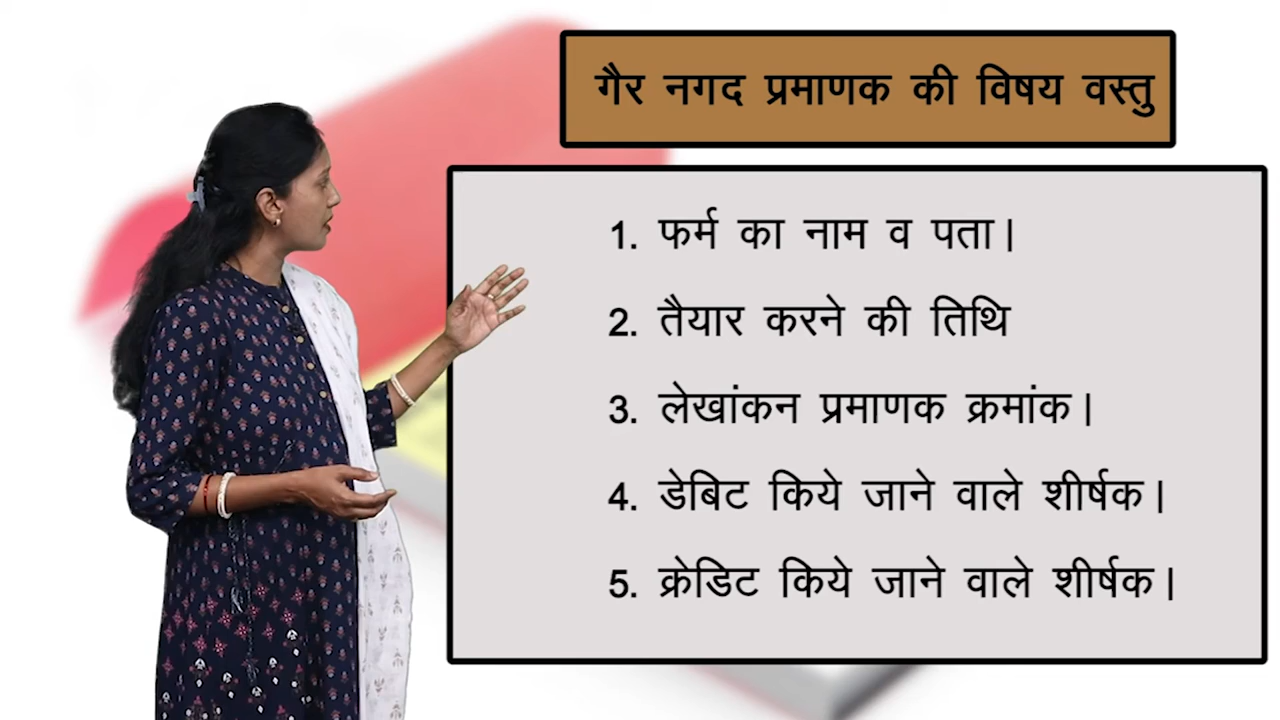 गैर नगद प्रमाणक की विषय वस्तु
1. फर्म का नाम व पता।
2. तैयार करने की तिथि
3. लेखांकन प्रमाणक क्रमांक।
4. डेबिट किये जाने वाले शीर्षक।
5. क्रेडिट किये जाने वाले शीर्षक।